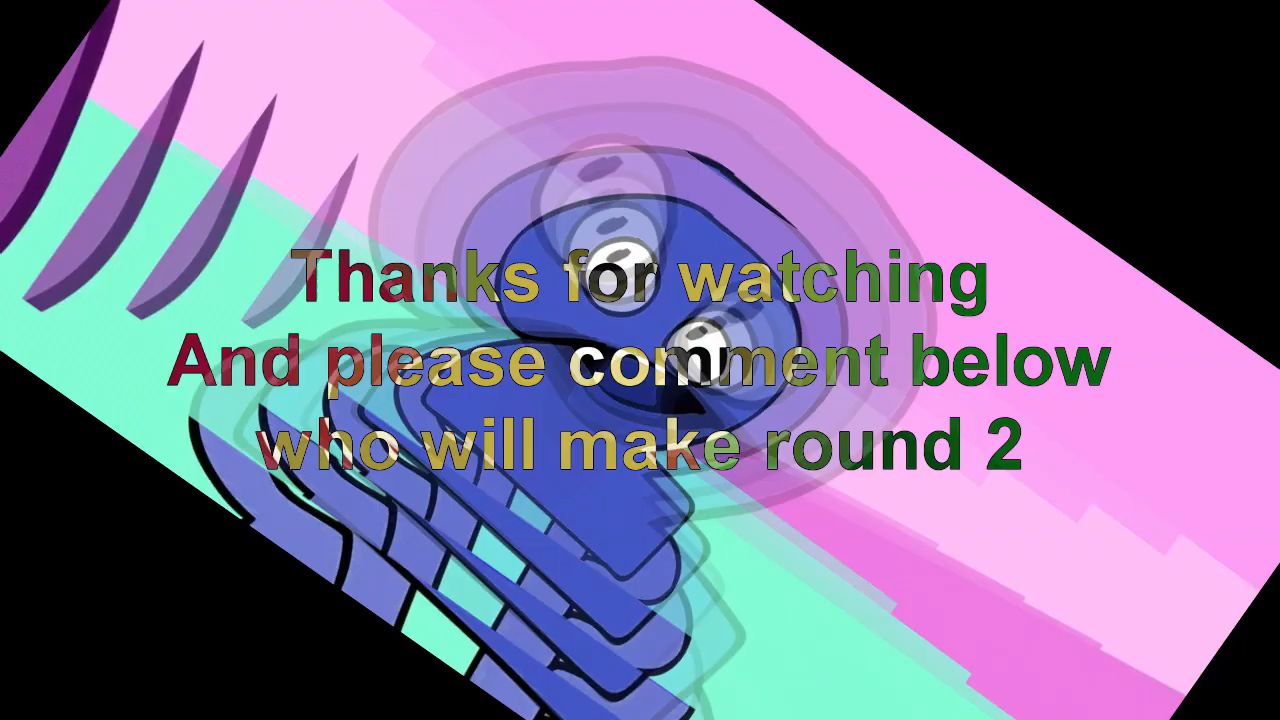 Thanks for watching
And please comment below
who will make round 2